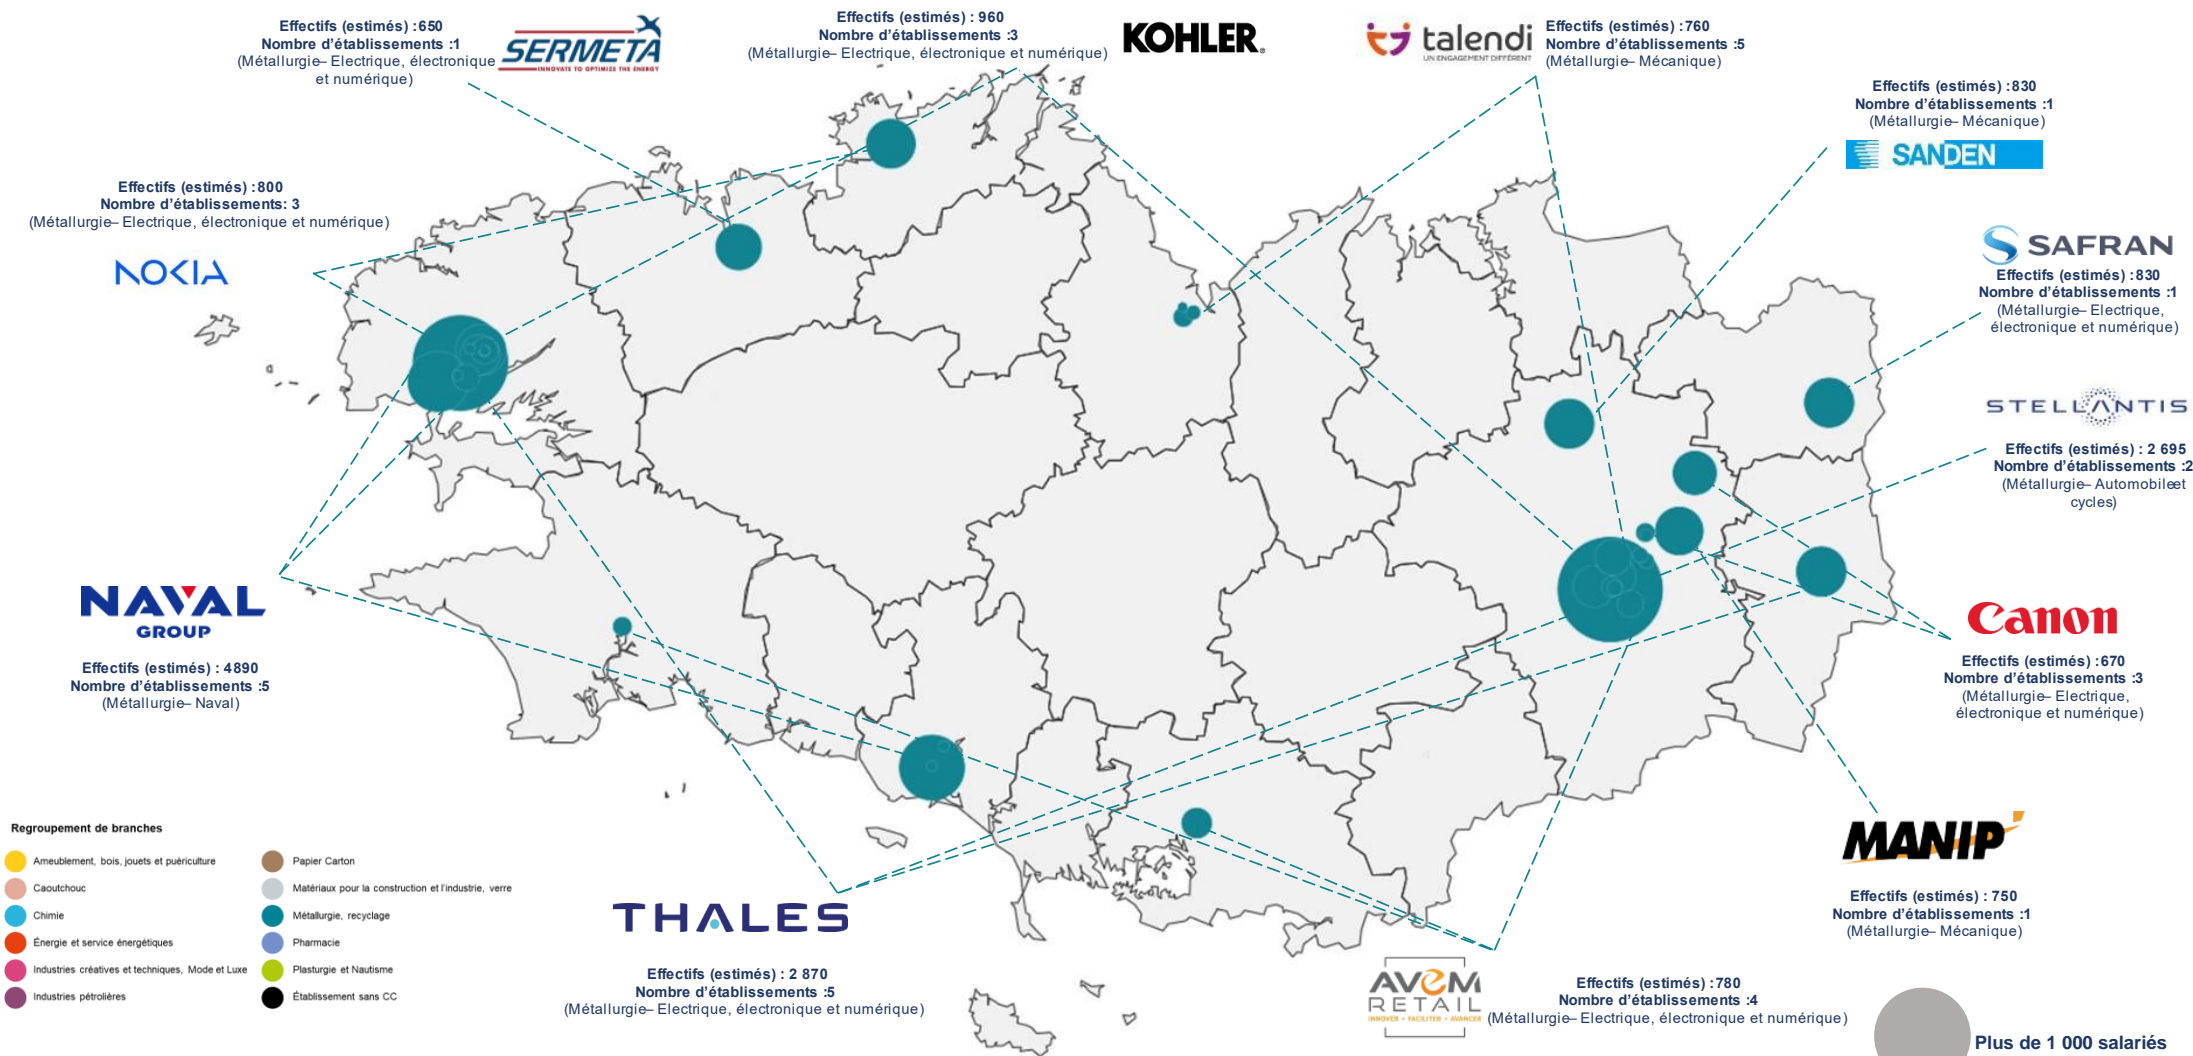 Effectifs (estimés) :650
Nombre d'établissements :1
(Métallurgie– Electrique, électronique
et numérique)
SERMETA
INNOVATE TO OPTIMIZE THE ENERGY
Effectifs (estimés) : 960
Nombre d'établissements :3
(Métallurgie– Electrique, électronique et numérique)
KOHLER®
talendi
UN ENGAGEMENT DIFFÉRENT
Effectifs (estimés) :760
Nombre d'établissements :5
(Métallurgie– Mécanique)
Effectifs (estimés) :830
Nombre d'établissements :1
(Métallurgie– Mécanique)
SANDEN
Effectifs (estimés) :800
Nombre d'établissements: 3
(Métallurgie– Electrique, électronique et numérique)
NOKIA
SAFRAN
Effectifs (estimés) :830
Nombre d'établissements :1
(Métallurgie– Electrique,
électronique et numérique)
STELLANTIS
Effectifs (estimés) : 2 695
Nombre d'établissements :2
(Métallurgie– Automobileet
cycles)
NAVAL
GROUP
Effectifs (estimés) : 4890
Nombre d'établissements :5
(Métallurgie– Naval)
Canon
Effectifs (estimés) :670
Nombre d'établissements :3
(Métallurgie– Electrique,
électronique et numérique)
MANIP'
Effectifs (estimés) : 750
Nombre d'établissements :1
(Métallurgie– Mécanique)
THALES
Effectifs (estimés) : 2 870
Nombre d'établissements :5
(Métallurgie– Electrique, électronique et numérique)
AVEM
RETAIL
INNOVER • FACILITER • AVANCER
Effectifs (estimés) :780
Nombre d'établissements :4
(Métallurgie– Electrique, électronique et numérique)
4
Regroupement de branches
Ameublement, bois, jouets et puériculture
Caoutchouc
Chimie
Énergie et service énergétiques
Industries créatives et techniques, Mode et Luxe
Industries pétrolières
Papier Carton
Matériaux pour la construction et l'industrie, verre
Métallurgie, recyclage
Pharmacie
Plasturgie et Nautisme
Établissement sans CC
Plus de 1 000 salariés